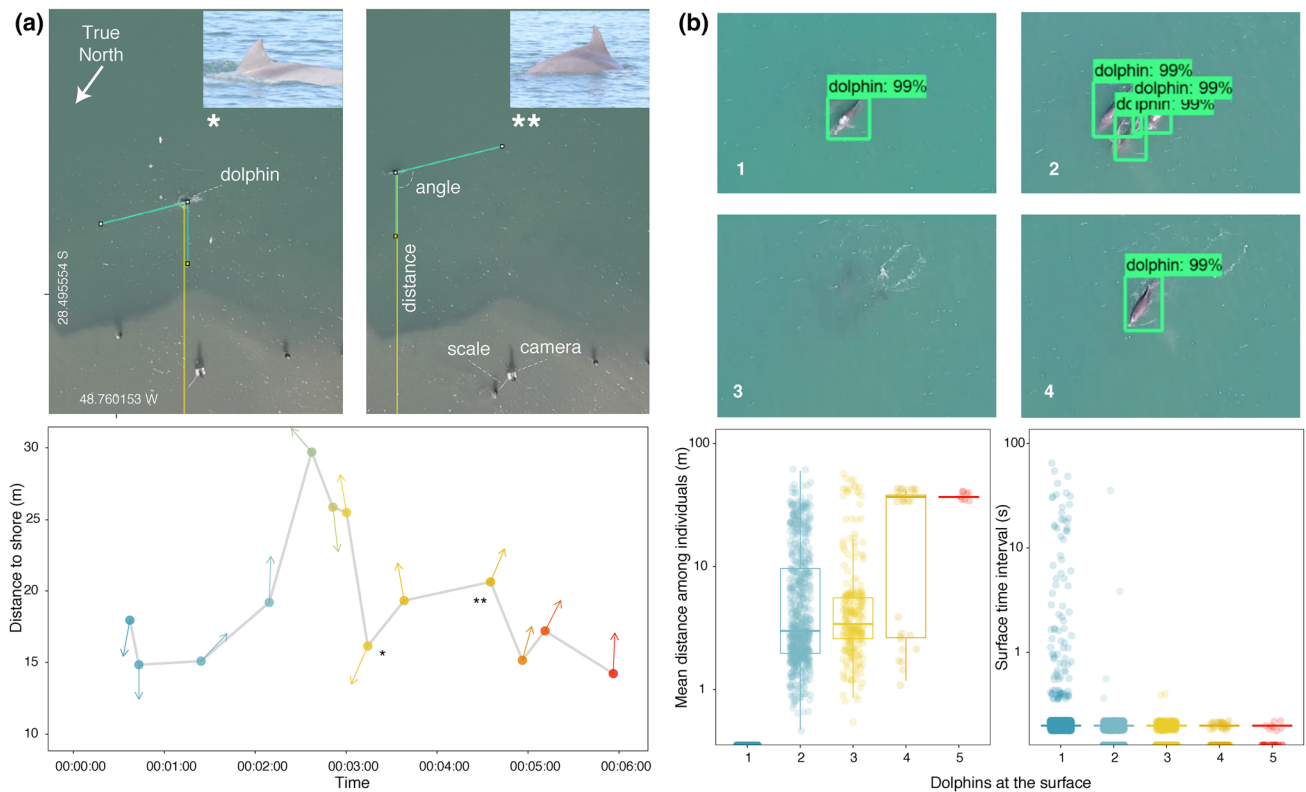 (a)
True
North
*
**
dolphin
angle
distance
28.495554 S
scale
camera
48.760153 W
Distance to shore (m)
30
25
20
15
10
*
**
00:00:00
00:01:00
00:02:00
00:03:00
00:04:00
00:05:00
00:06:00
Time
(b)
dolphin: 99%
1
dolphin: 99%
dolphin: 99%
dolphin: 99%
2
3
dolphin: 99%
4
Mean distance among individuals (m)
100
10
1
1
2
3
4
5
Surface time interval (s)
100
10
1
1
2
3
4
5
Dolphins at the surface